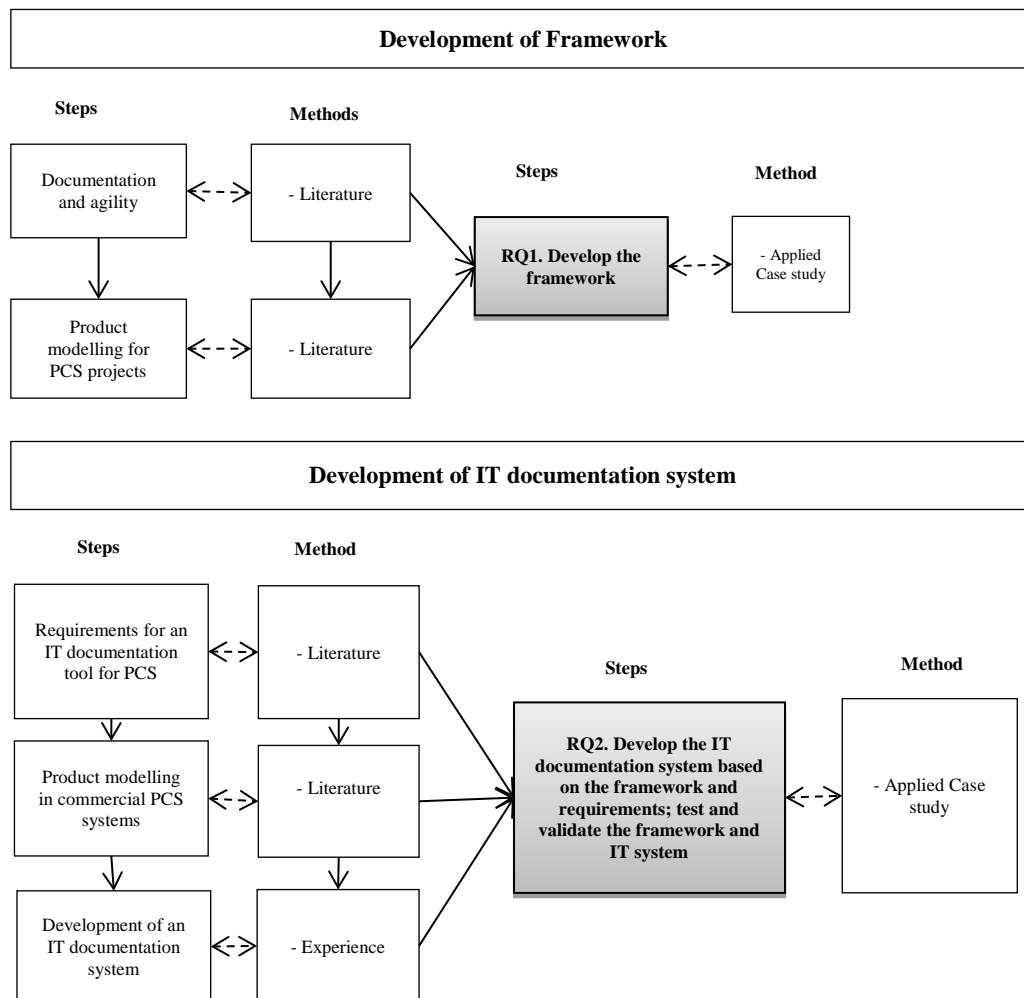 Development of Framework
Steps
Methods
Documentation
and agility
- Literature
Steps
Method
RQ1. Develop the
framework
- Applied
Case study
Product
modelling for
PCS projects
- Literature
Development of IT documentation system
Steps
Method
Requirements for an
IT documentation
tool for PCS
- Literature
Steps
Method
RQ2. Develop the IT
documentation system based
on the framework and
requirements; test and
validate the framework and
IT system
- Applied Case
study
Product modelling
in commercial PCS
systems
- Literature
Development of an
IT documentation
system
- Experience